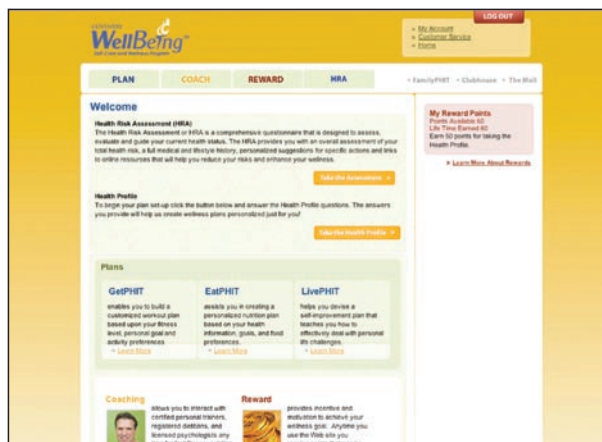 LOG OUT
WellBeing
Self-Care and Wellness Program
My Account
Customer Service
Home
PLAN COACH REWARD HRA
FamilyPHIT Clubhouse The Mall
Welcome
Health Risk Assessment (HRA)
The Health Risk Assessment or HRA is a comprehensive questionnaire that is designed to assess,
evaluate and guide your current health status. The HRA provides you with an overall assessment of your
total health risk, a full medical and lifestyle history, personalized suggestions for specific actions and links
to online resources that will help you reduce your risks and enhance your wellness.
Take the Assessment
Health Profile
To begin your plan set-up click the button below and answer the Health Profile questions. The answers
you provide will help us create wellness plans personalized just for you!
Take the Health Profile
My Reward Points
Points Available 60
Life Time Earned 60
Earn 50 points for taking the
Health Profile.
Learn More About Rewards
Plans
GetPHIT
enables you to build a
customized workout plan
based upon your fitness
level, personal goal and
activity preferences
Learn More
EatPHIT
assists you in creating a
personalized nutrition plan
based on your health
information, goals, and food
preferences.
Learn More
LivePHIT
helps you devise a
self-improvement plan that
teaches you how to
effectively deal with personal
life challenges.
Learn More
Coaching
allows you to interact with
certified personal trainers,
registered dietitians, and
licensed psychologists any
Reward
provides incentive and
motivation to achieve your
wellness goal. Anytime you
use the Web site you